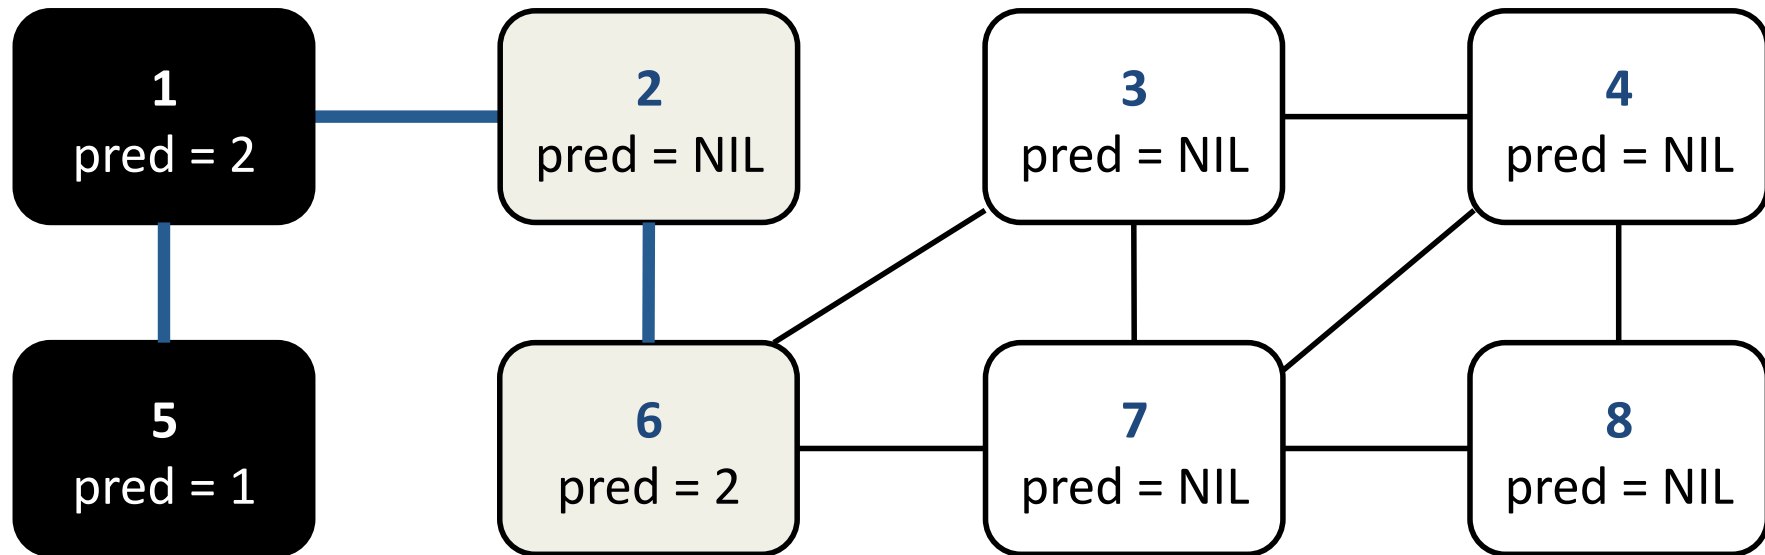 1
pred = 2
2
pred = NIL
3
pred = NIL
4
pred = NIL
5
pred = 1
6
pred = 2
7
pred = NIL
8
pred = NIL